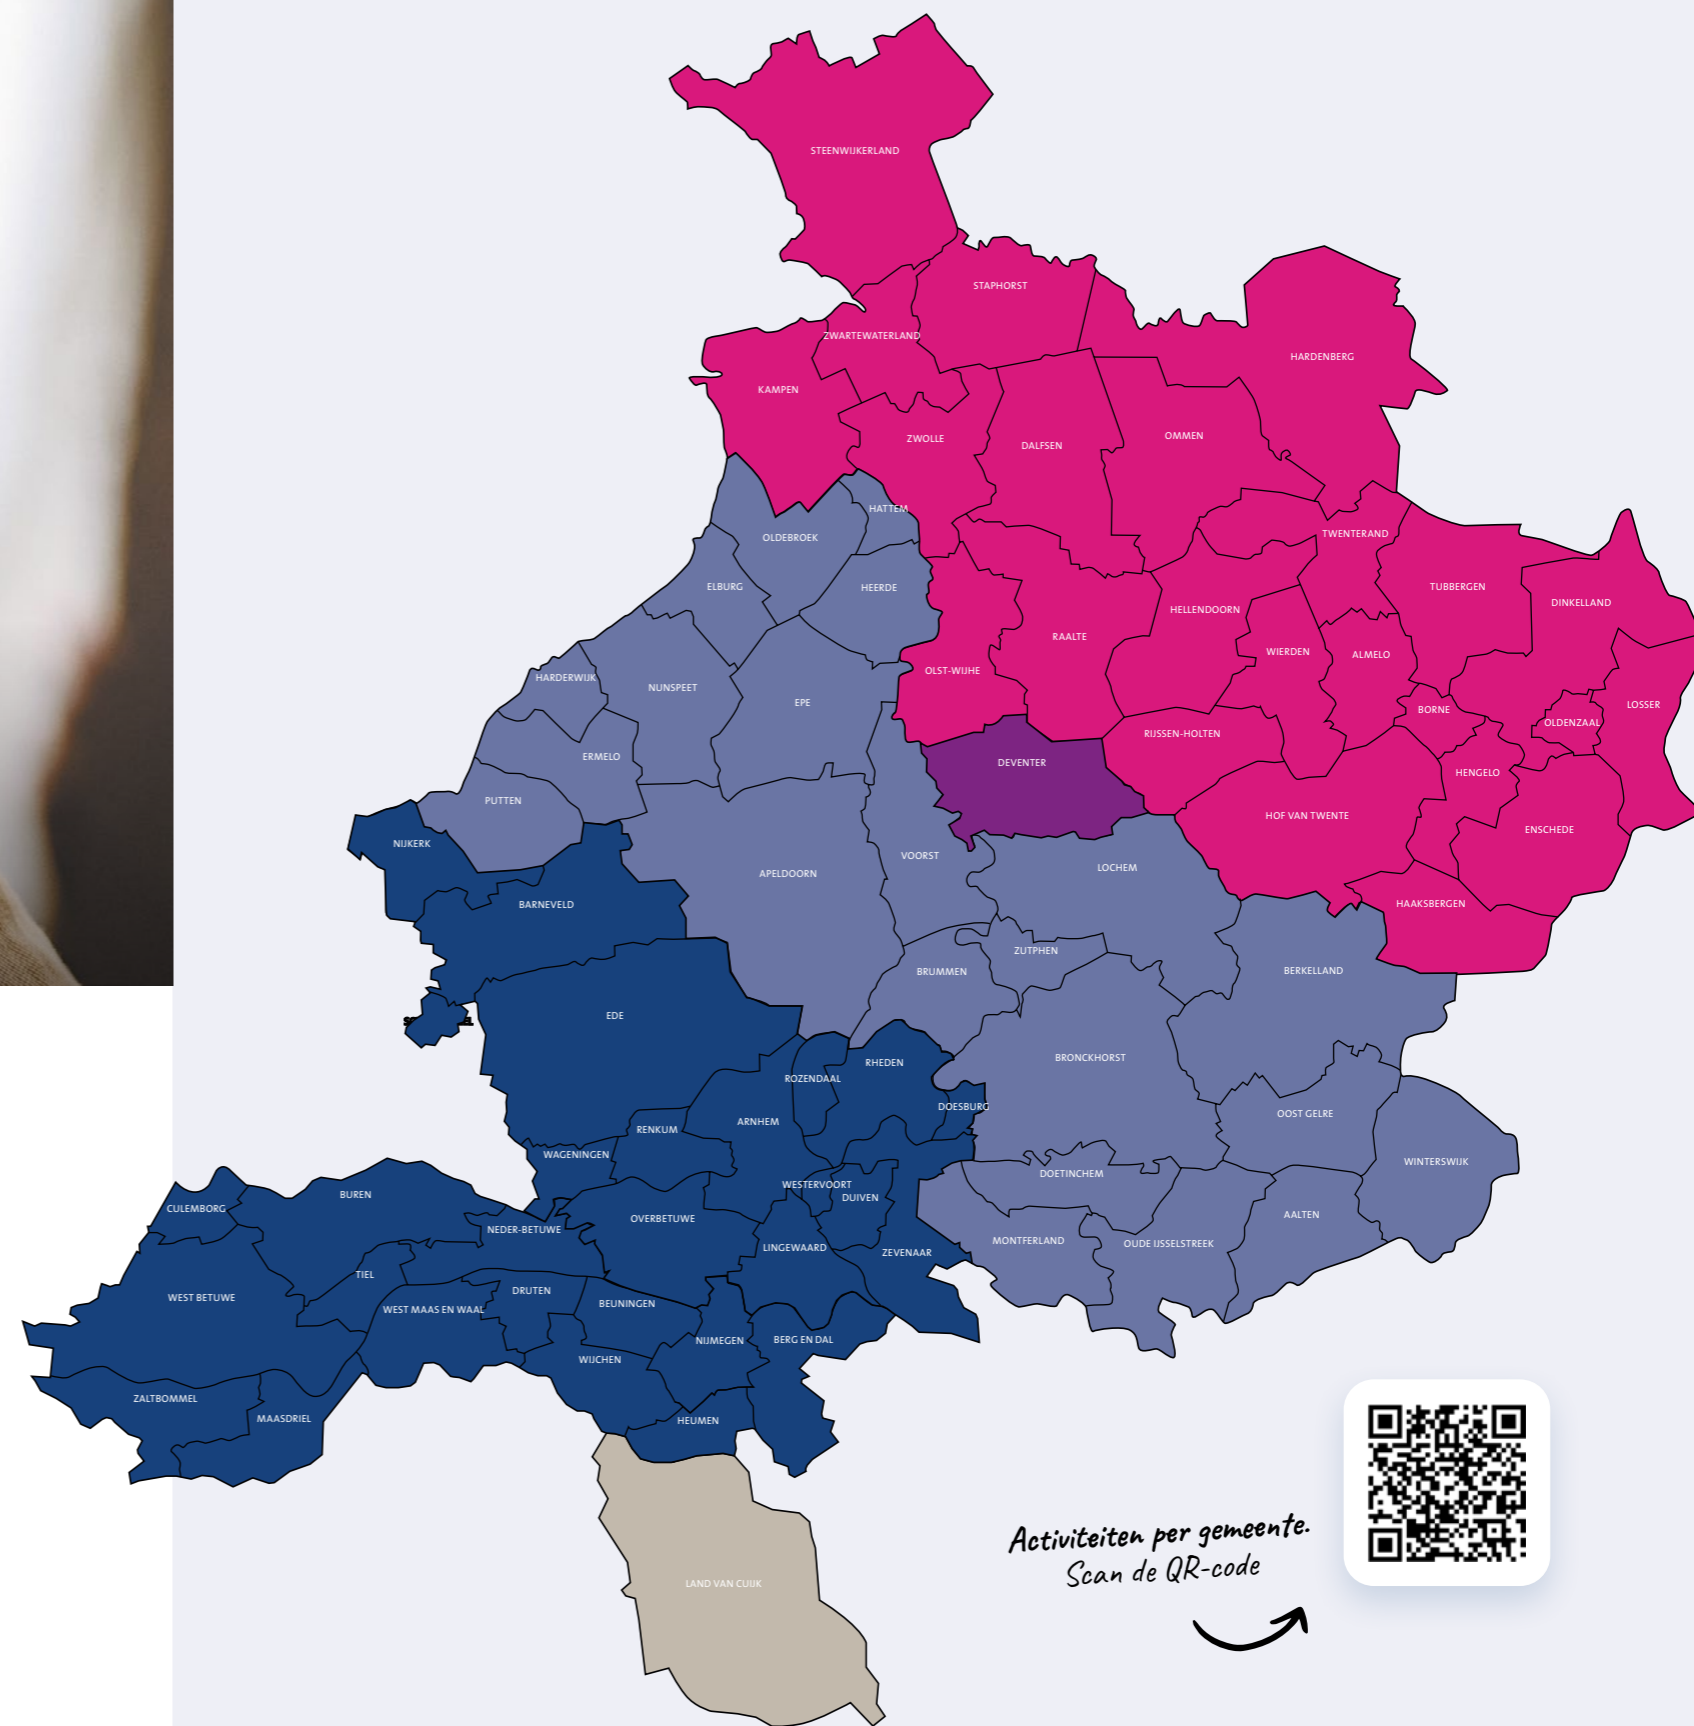 STEENWIJKERLAND
STAPHORST
ZWARTEWATERLAND
HARDENBERG
KAMPEN
ZWOLLE
DALFSEN
OMMEN
HATTEM
OLDEBROEK
TWENTERAND
ELBURG
HEERDE
TUBBERGEN
DINKELLAND
HELLENDOORN
RAALTE
WIERDEN
ALMELO
OLST-WIJHE
HARDERWIJK
NUNSPEET
EPE
LOSSER
BORNE
OLDENZAAL
RIJSSEN-HOLTEN
ERMELO
DEVENTER
HENGELO
PUTTEN
HOF VAN TWENTE
ENSCHEDE
NIJKERK
VOORST
LOCHEM
APELDOORN
BARNEVELD
HAAKSBERGEN
ZUTPHEN
BRUMMEN
BERKELLAND
EDE
BRONCKHORST
RHEDEN
ROZENDAAL
DOESBURG
OOST GELRE
ARNHEM
RENKUM
WAGENINGEN
WINTERSWIJK
DOETINCHEM
WESTERVOORT
DUIVEN
BUREN
CULEMBORG
AALTEN
OVERBETUWE
NEDER-BETUWE
MONTFERLAND
OUDE IJSSELSTREEK
LINGEWAARD
ZEVENAAR
TIEL
DRUTEN
WEST BETUWE
BEUNINGEN
WEST MAAS EN WAAL
NIJMEGEN
BERG EN DAL
WIJCHEN
ZALTBOMMEL
MAASDRIEL
HEUMEN
LAND VAN CUIJK
Activiteiten per gemeente.
Scan de QR-code